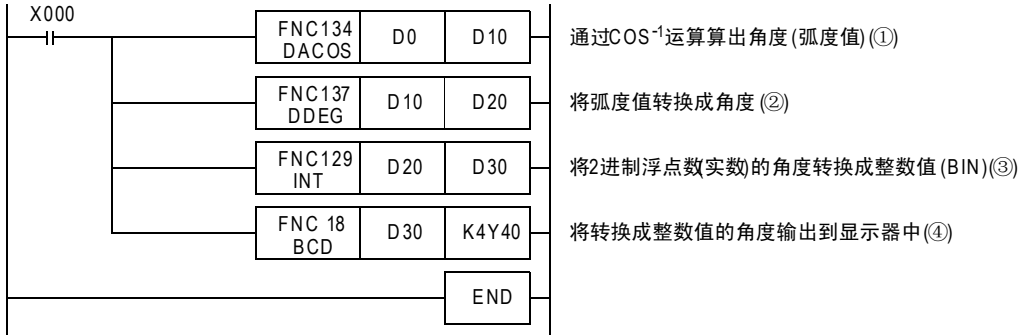 X000
FNC134 DACOS D0 D10 通过COS-1运算算出角度(弧度值)(①)
FNC137 DDEG D10 D20 将弧度值转换成角度(②)
FNC129 INT D20 D30 将2进制浮点数(实数)的角度转换成整数值(BIN)(③)
FNC 18 BCD D30 K4Y40 将转换成整数值的角度输出到显示器中(④)
END